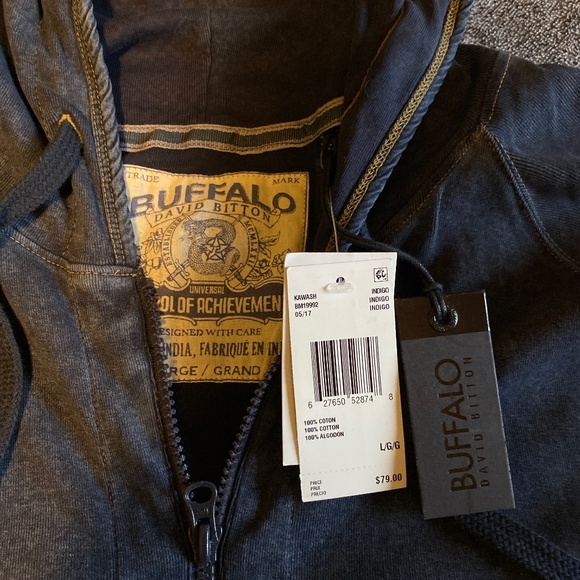 TRADE MARK
BUFFALO
DAVID BITTON
UNIVERSAL
OL OF ACHIEVEMEN
ESIGNED WITH CARE
INDIA, FABRIQUÉ EN IN
RGE / GRAND
KAWASH INDIGO
BM19992 INDIGO
05/17 INDIGO
6 27650 52874 8
100% COTON
100% COTTON
100% ALGODÓN
L/G/G
PRICE
PRIX
PRECIO
$79.00
BUFFALO
DAVID BITTON